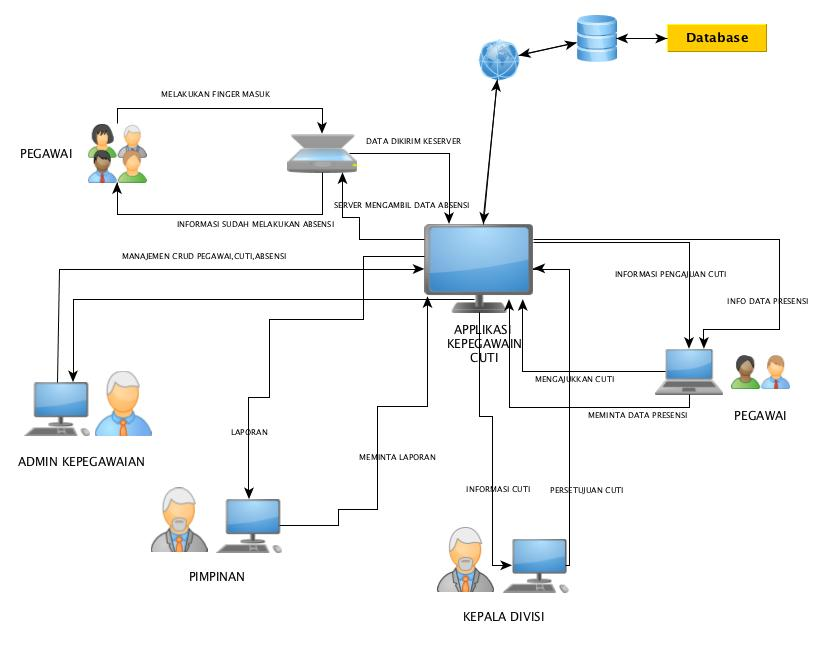 Database
MELAKUKAN FINGER MASUK
DATA DIKIRIM KESERVER
PEGAWAI
SERVER MENGAMBIL DATA ABSENSI
INFORMASI SUDAH MELAKUKAN ABSENSI
MANAJEMEN CRUD PEGAWAI,CUTI,ABSENSI
INFORMASI PENGAJUAN CUTI
INFO DATA PRESENSI
APPLIKASI
KEPEGAWAIN
CUTI
MENGAJUKKAN CUTI
MEMINTA DATA PRESENSI
PEGAWAI
LAPORAN
MEMINTA LAPORAN
ADMIN KEPEGAWAIAN
INFORMASI CUTI
PERSETUJUAN CUTI
PIMPINAN
KEPALA DIVISI